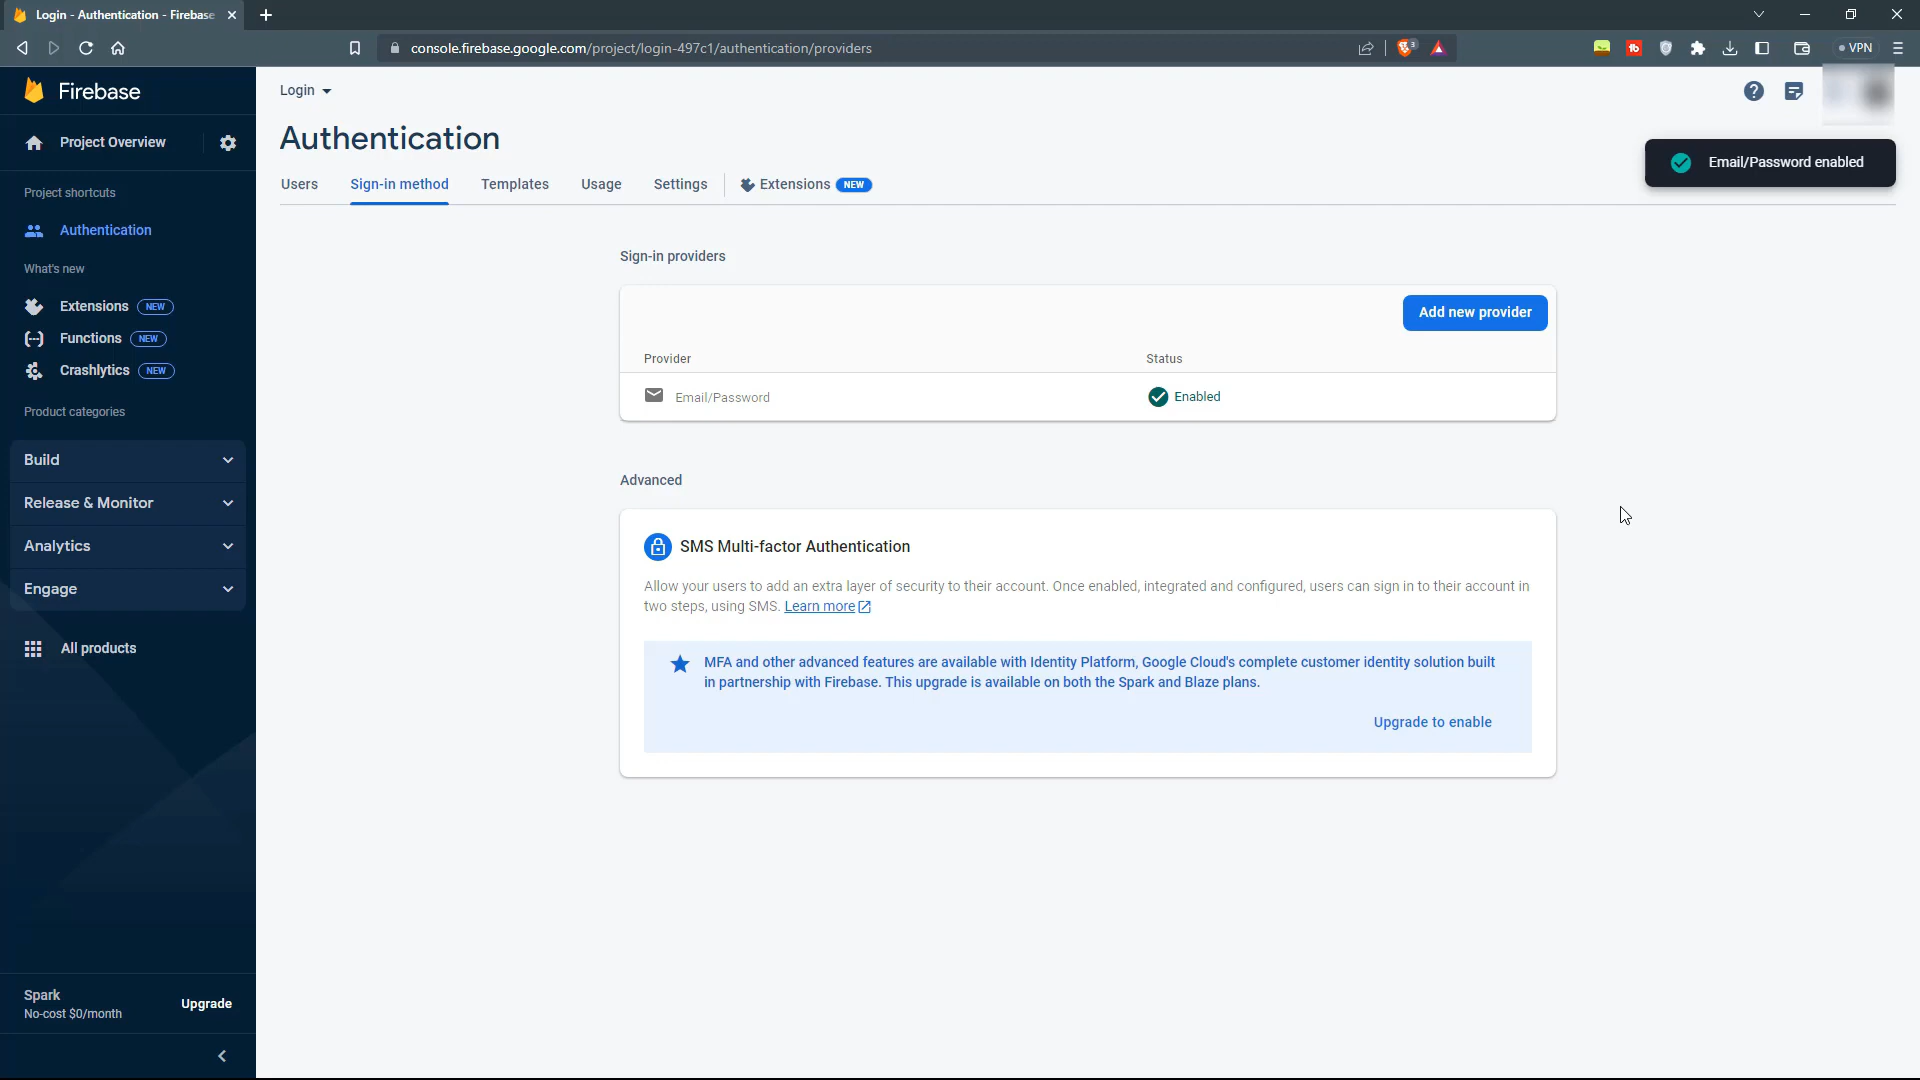 Login - Authentication - Firebase
console.firebase.google.com/project/login-497c1/authentication/providers
3
VPN
Firebase
Project Overview
Project shortcuts
Authentication
What's new
Extensions NEW
Functions NEW
Crashlytics NEW
Product categories
Build
Release & Monitor
Analytics
Engage
All products
Spark
No-cost $0/month
Upgrade
Login
Authentication
Users
Sign-in method
Templates
Usage
Settings
Extensions NEW
Email/Password enabled
Sign-in providers
Add new provider
Provider Status
Email/Password Enabled
Advanced
SMS Multi-factor Authentication
Allow your users to add an extra layer of security to their account. Once enabled, integrated and configured, users can sign in to their account in
two steps, using SMS. Learn more
MFA and other advanced features are available with Identity Platform, Google Cloud's complete customer identity solution built
in partnership with Firebase. This upgrade is available on both the Spark and Blaze plans.
Upgrade to enable